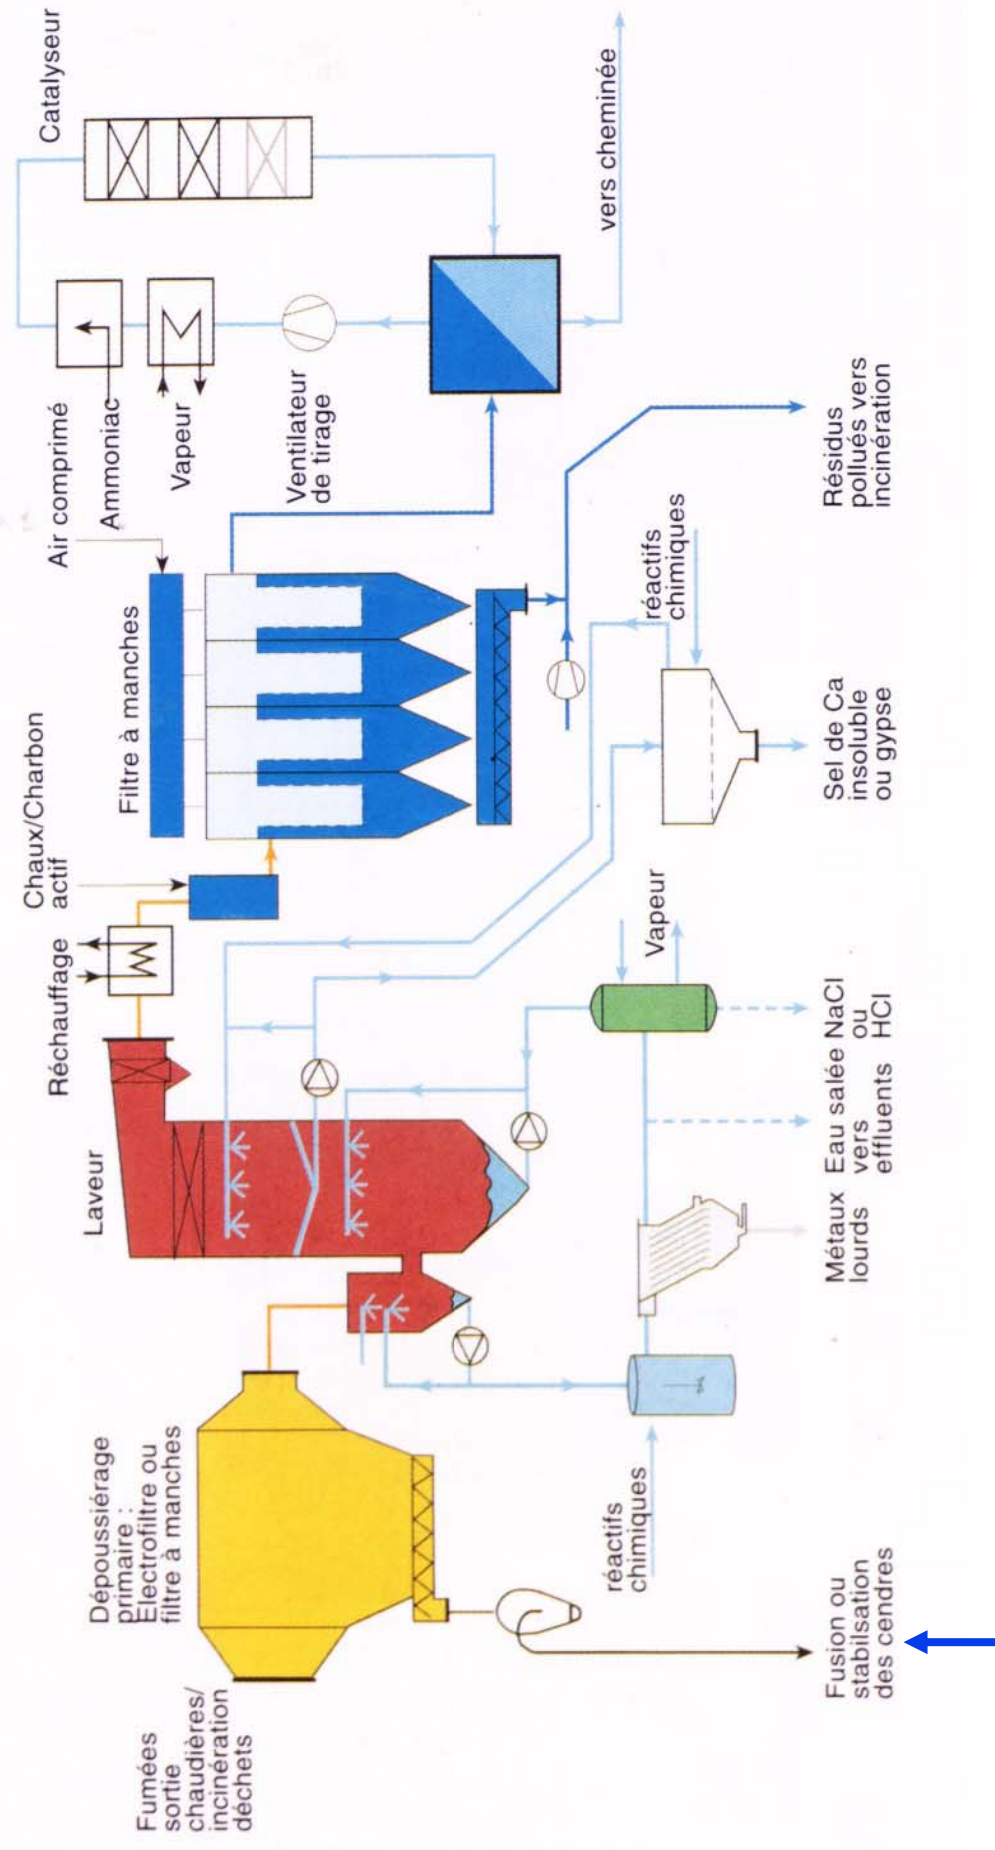 Fumées
sortie
chaudières/
incinération
déchets
Dépoussiérage
primaire :
Electrofiltre ou
filtre à manches
Laveur
Réchauffage
Chaux/Charbon
actif
Filtre à manches
Air comprimé
Ammoniac
Vapeur
Ventilateur
de tirage
Catalyseur
vers cheminée
Fusion ou
stabilsation
des cendres
réactifs
chimiques
Métaux
lourds
Eau salée
vers
effluents
NaCl
ou
HCl
Vapeur
Sel de Ca
insoluble
ou gypse
réactifs
chimiques
Résidus
pollués vers
incinération